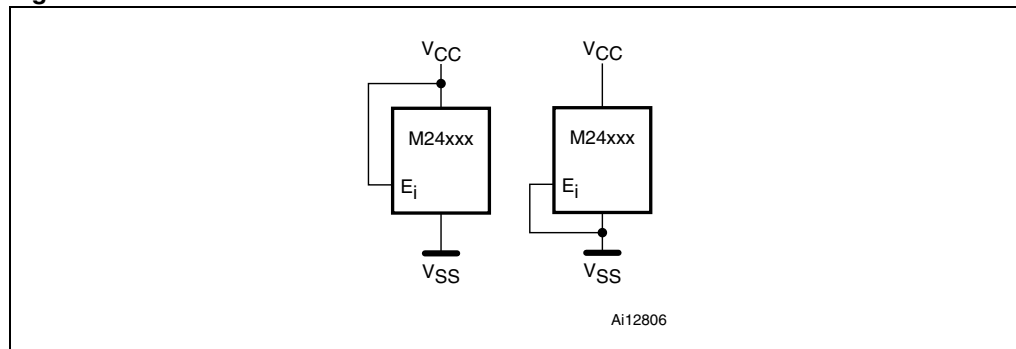 VCC VCC
M24xxx M24xxx
Ei Ei
VSS VSS
Ai12806